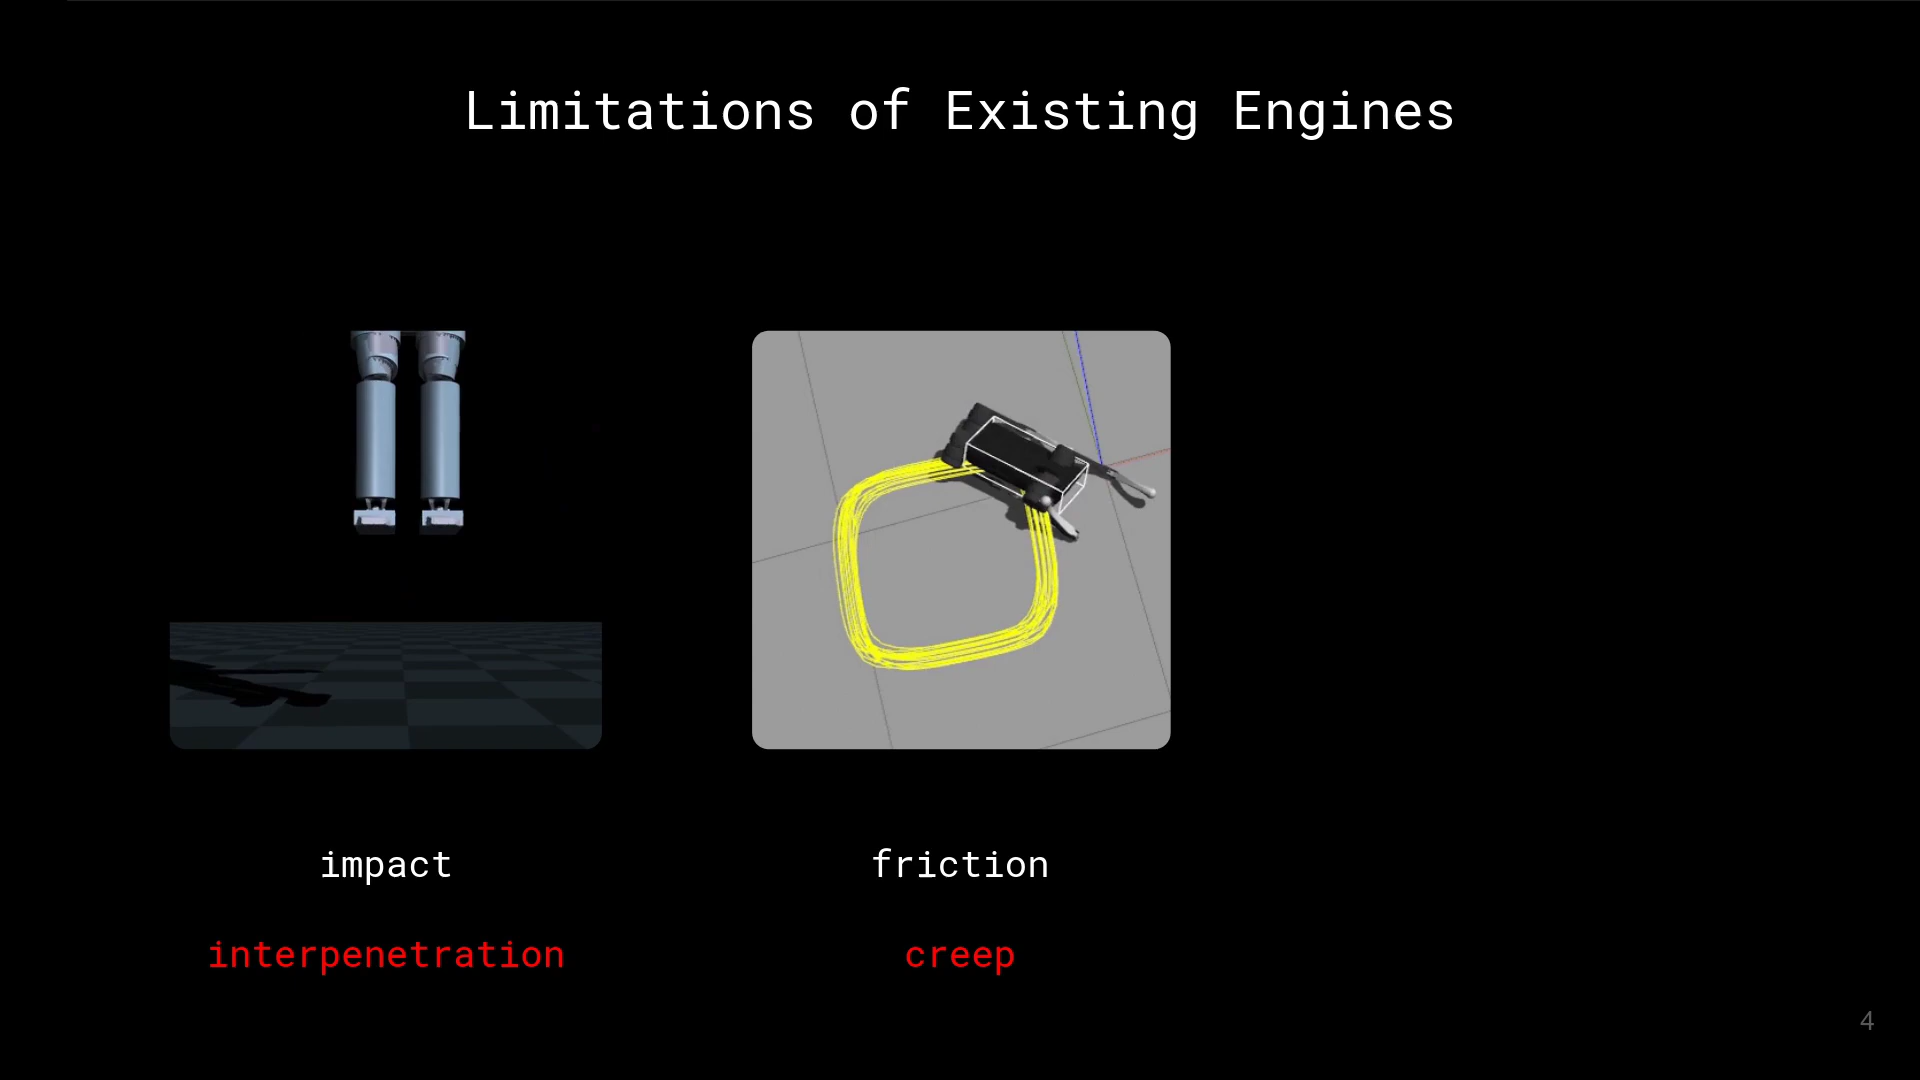 Limitations of Existing Engines
impact
friction
interpenetration
creep
4